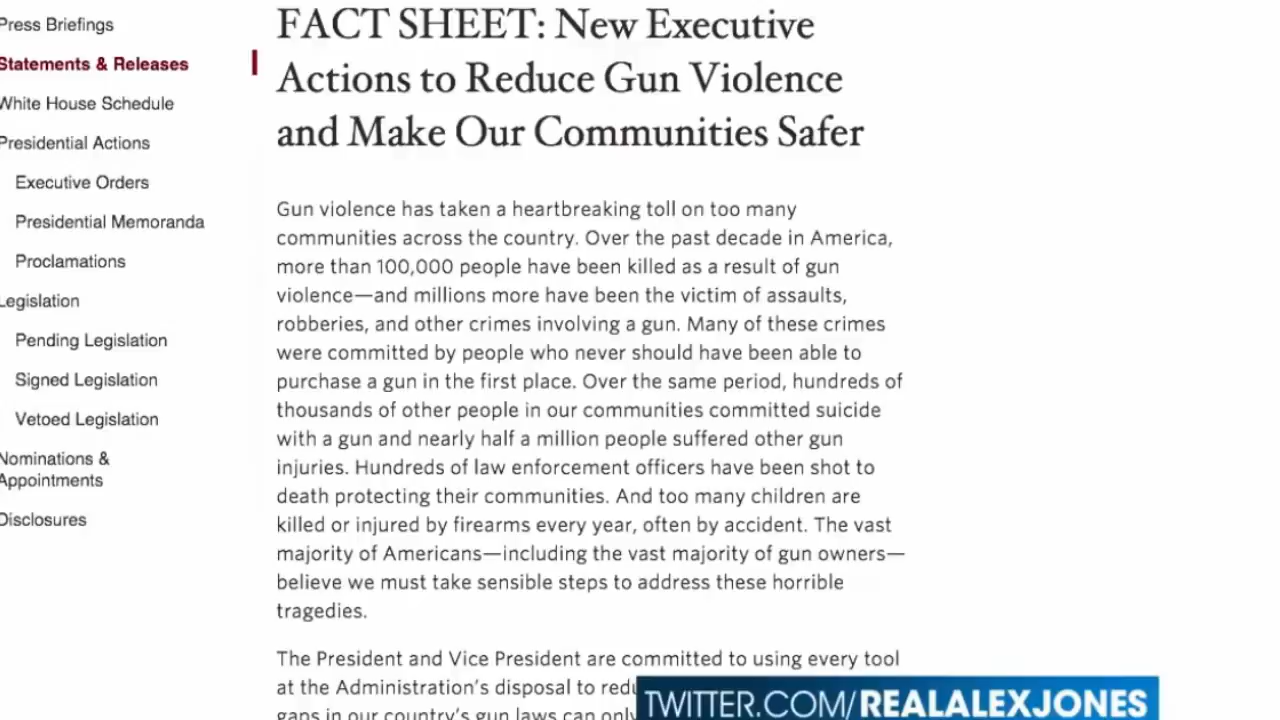 Press Briefings
Statements & Releases
White House Schedule
Presidential Actions
Executive Orders
Presidential Memoranda
Proclamations
Legislation
Pending Legislation
Signed Legislation
Vetoed Legislation
Nominations &
Appointments
Disclosures
FACT SHEET: New Executive
Actions to Reduce Gun Violence
and Make Our Communities Safer
Gun violence has taken a heartbreaking toll on too many
communities across the country. Over the past decade in America,
more than 100,000 people have been killed as a result of gun
violence—and millions more have been the victim of assaults,
robberies, and other crimes involving a gun. Many of these crimes
were committed by people who never should have been able to
purchase a gun in the first place. Over the same period, hundreds of
thousands of other people in our communities committed suicide
with a gun and nearly half a million people suffered other gun
injuries. Hundreds of law enforcement officers have been shot to
death protecting their communities. And too many children are
killed or injured by firearms every year, often by accident. The vast
majority of Americans—including the vast majority of gun owners—
believe we must take sensible steps to address these horrible
tragedies.
The President and Vice President are committed to using every tool
at the Administration's disposal to redu
gaps in our country's gun laws can only
TWITTER.COM/REALALEXJONES